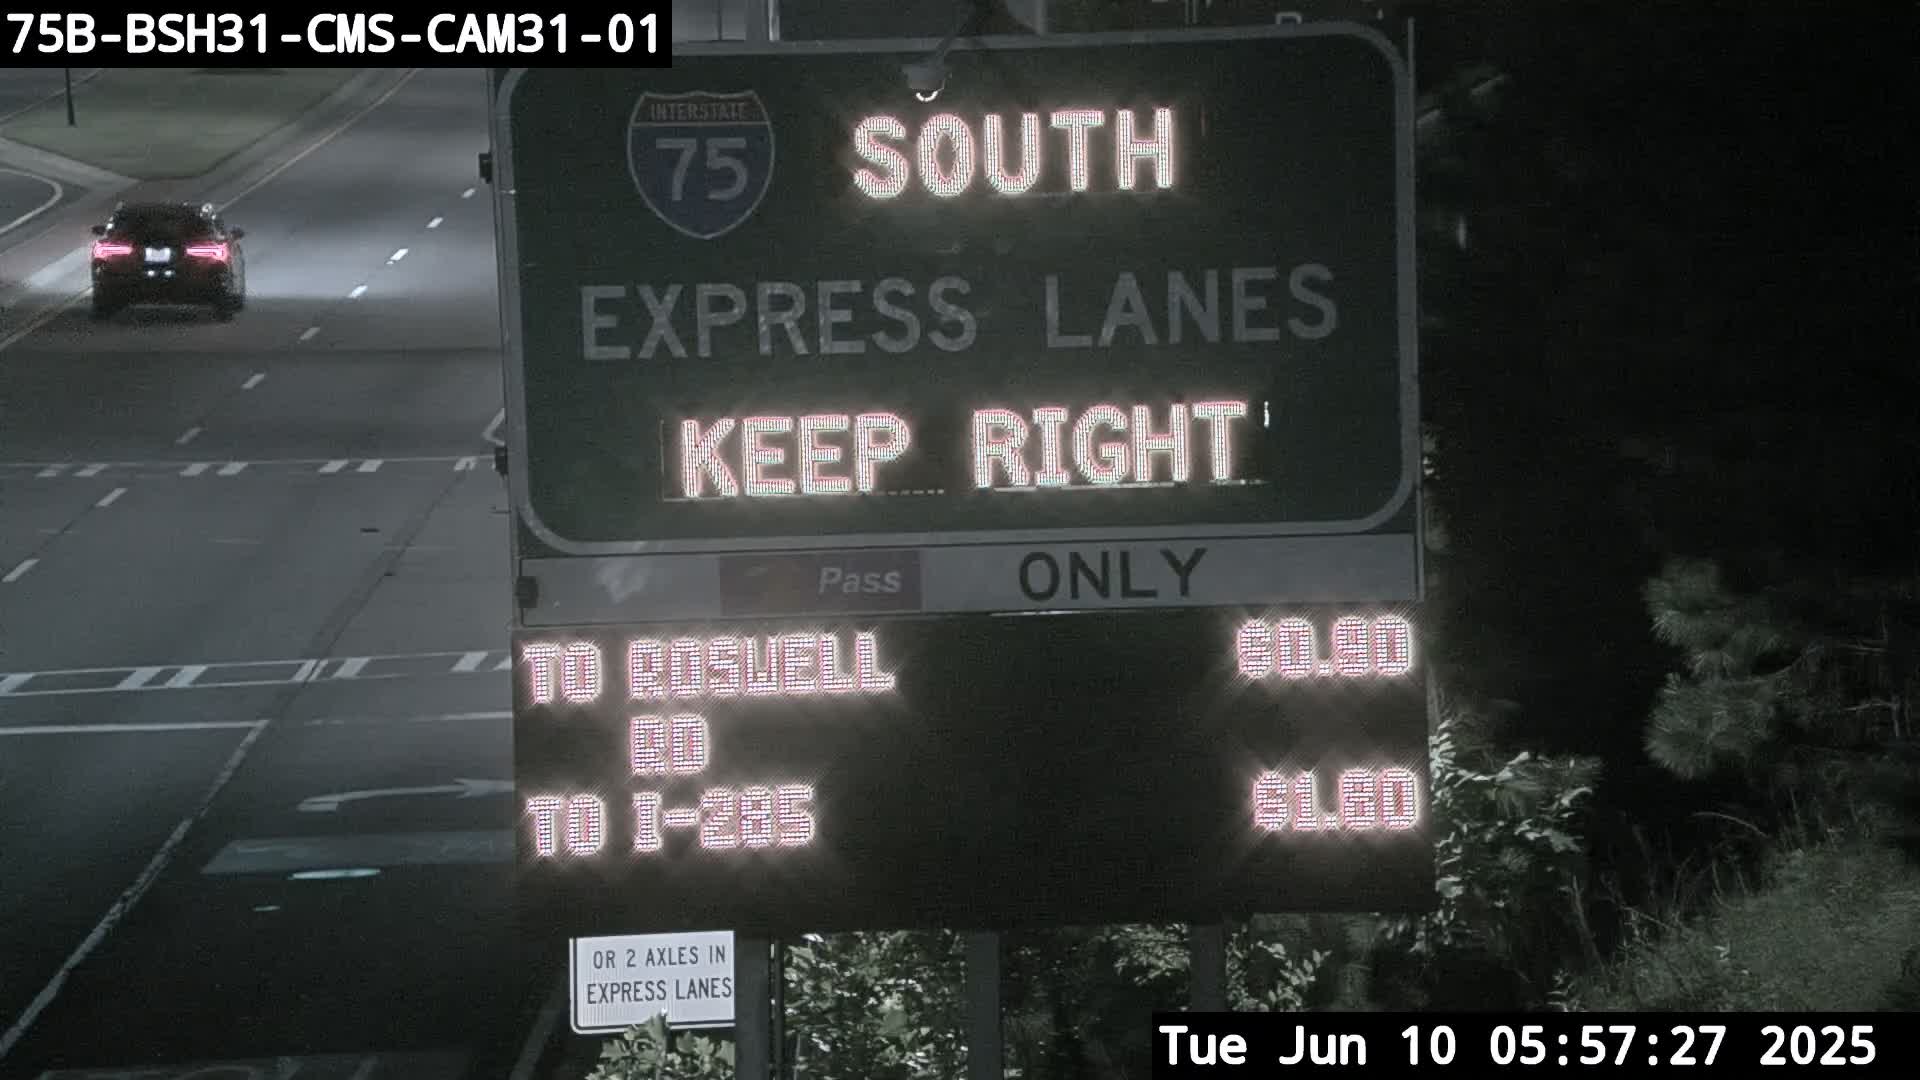 75B-BSH31-CMS-CAM31-01
INTERSTATE
75
SOUTH
EXPRESS LANES
KEEP RIGHT
Pass ONLY
TO ROSWELL $0.90
RD
TO I-285 $1.80
OR 2 AXLES IN
EXPRESS LANES
Tue Jun 10 05:57:27 2025